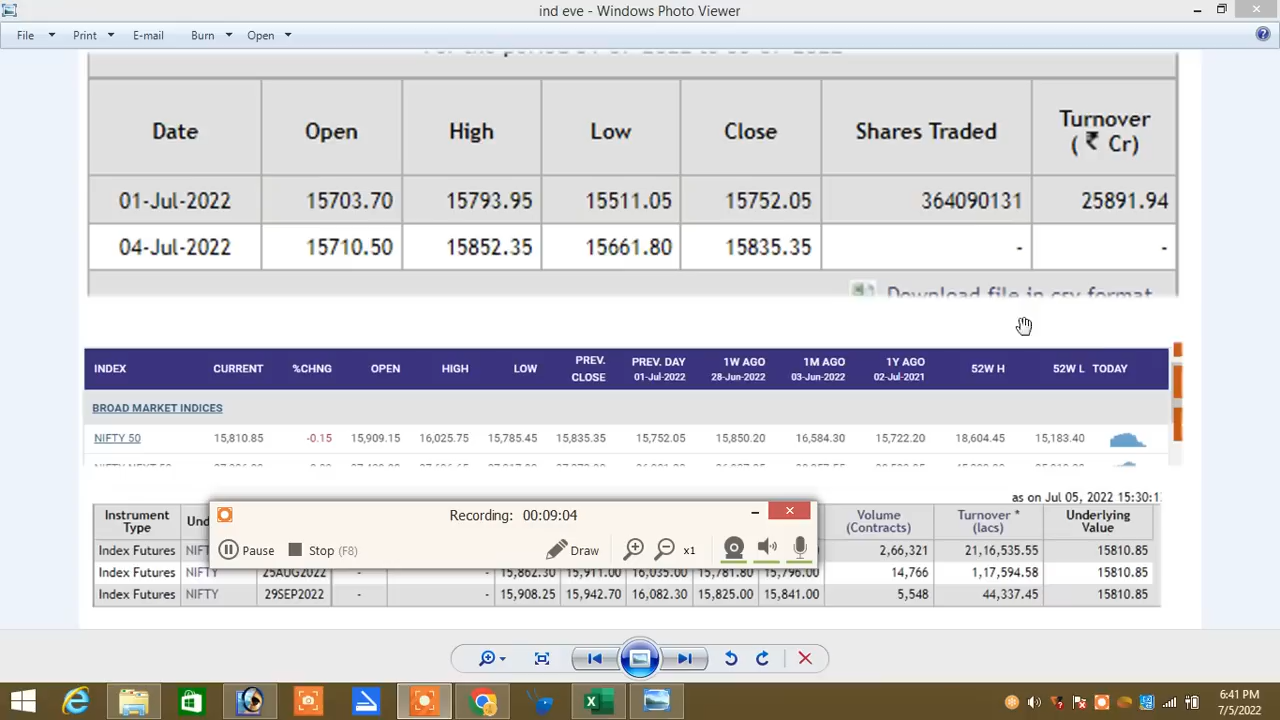 ind eve - Windows Photo Viewer
File Print E-mail Burn Open
Date Open High Low Close Shares Traded Turnover ( ₹ Cr)
01-Jul-2022 15703.70 15793.95 15511.05 15752.05 364090131 25891.94
04-Jul-2022 15710.50 15852.35 15661.80 15835.35 - -
Download file in csv format
INDEX CURRENT %CHNG OPEN HIGH LOW PREV. CLOSE PREV. DAY 01-Jul-2022 1W AGO 28-Jun-2022 1M AGO 03-Jun-2022 1Y AGO 02-Jul-2021 52W H 52W L TODAY
BROAD MARKET INDICES
NIFTY 50 15,810.85 -0.15 15,909.15 16,025.75 15,785.45 15,835.35 15,752.05 15,850.20 16,584.30 15,722.20 18,604.45 15,183.40
as on Jul 05, 2022 15:30:1
Instrument Type Volume (Contracts) Turnover * (lacs) Underlying Value
Index Futures 2,66,321 21,16,535.55 15810.85
Index Futures NIFTY 25AUG2022 - - 15,862.30 15,911.00 16,035.00 15,781.80 15,796.00 14,766 1,17,594.58 15810.85
Index Futures NIFTY 29SEP2022 - - 15,908.25 15,942.70 16,082.30 15,825.00 15,841.00 5,548 44,337.45 15810.85
Recording: 00:09:04
Pause Stop (F8) Draw x1
6:41 PM
7/5/2022